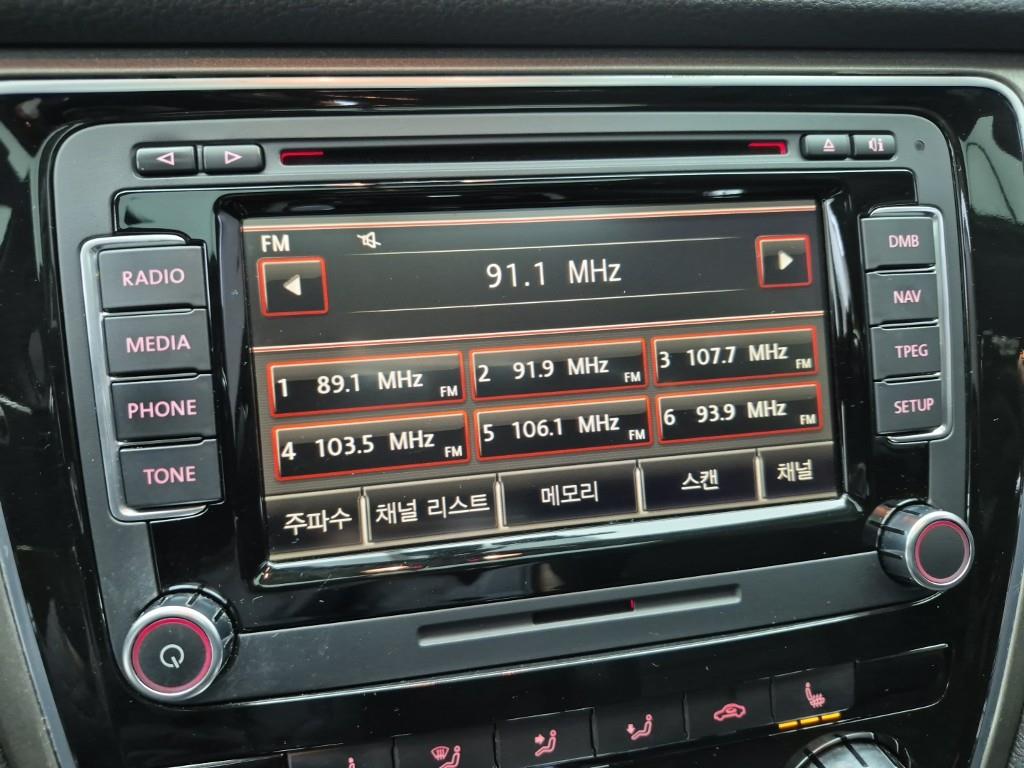 FM
91.1 MHz
1 89.1 MHz FM
2 91.9 MHz FM
3 107.7 MHz FM
4 103.5 MHz FM
5 106.1 MHz FM
6 93.9 MHz FM
주파수
채널 리스트
메모리
스캔
채널
RADIO
MEDIA
PHONE
TONE
DMB
NAV
TPEG
SETUP